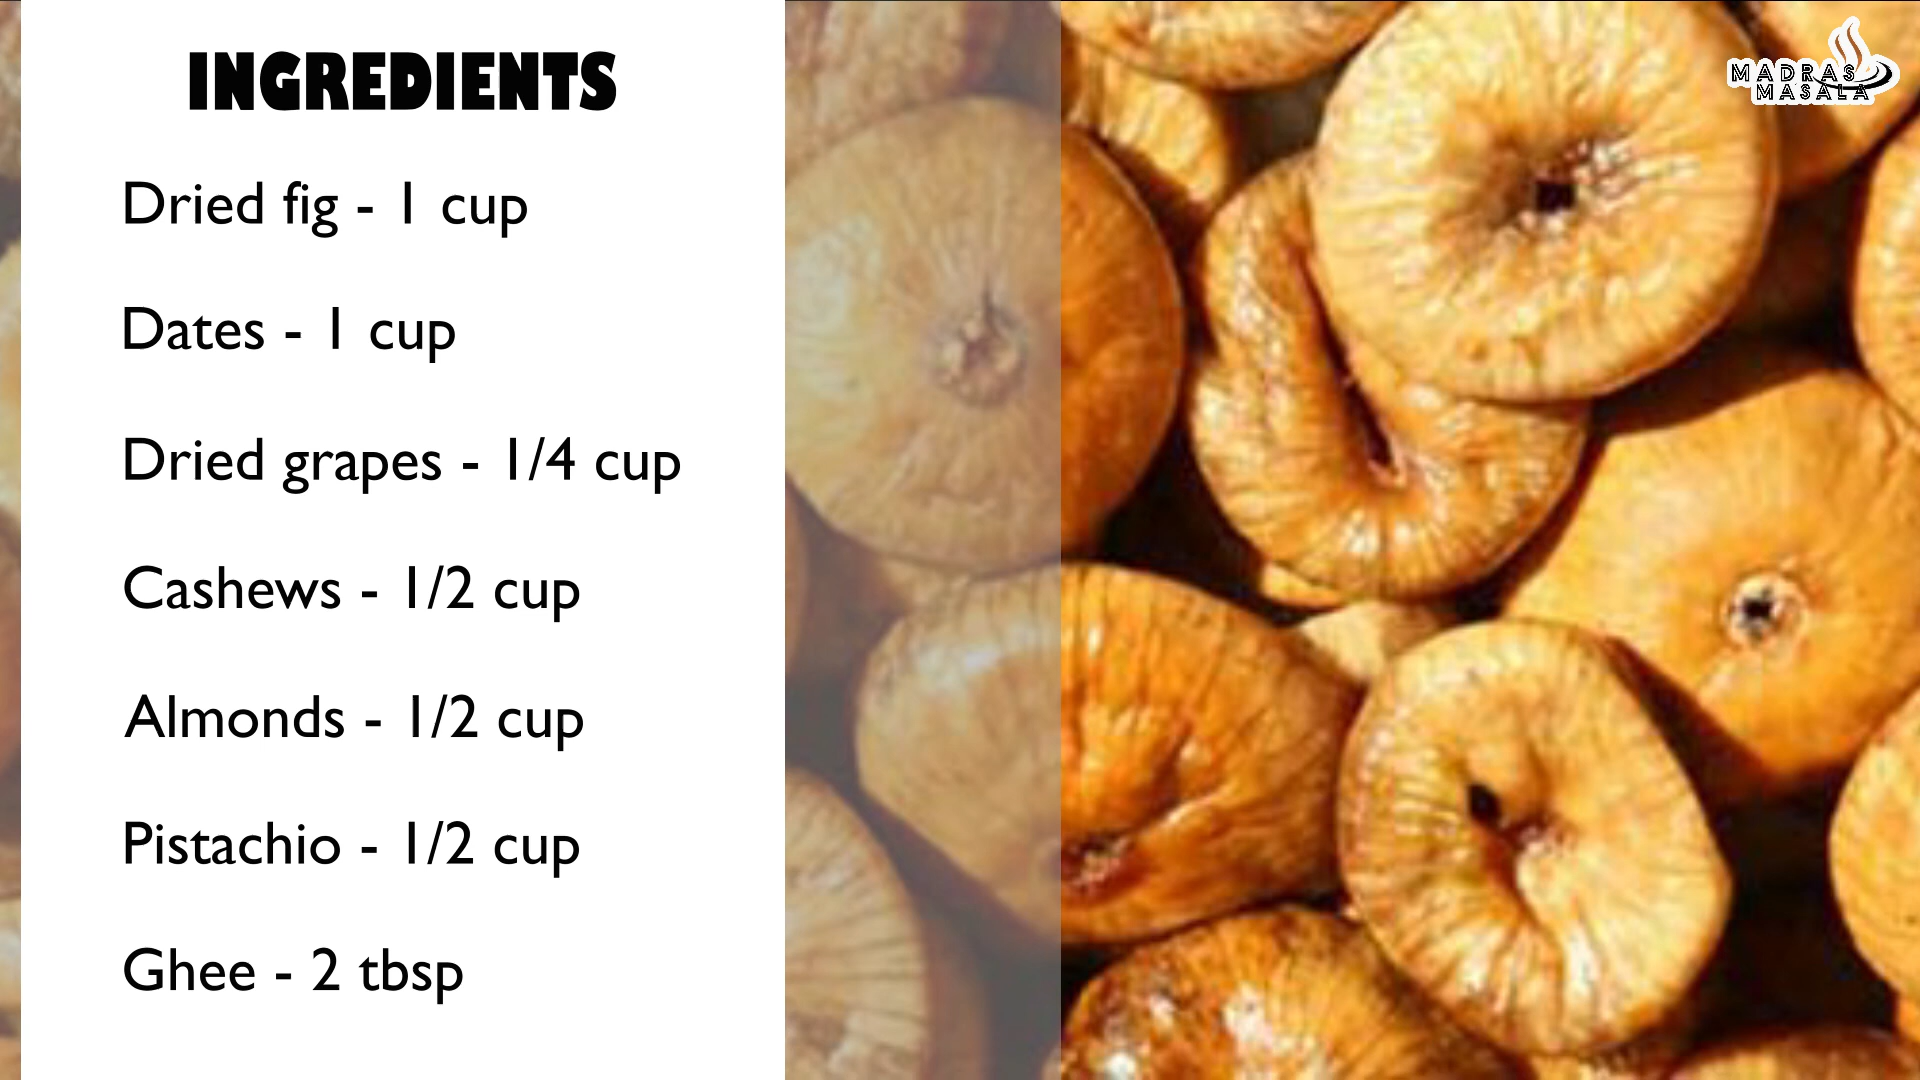 INGREDIENTS
Dried fig - 1 cup
Dates - 1 cup
Dried grapes - 1/4 cup
Cashews - 1/2 cup
Almonds - 1/2 cup
Pistachio - 1/2 cup
Ghee - 2 tbsp
MADRAS
MASALA